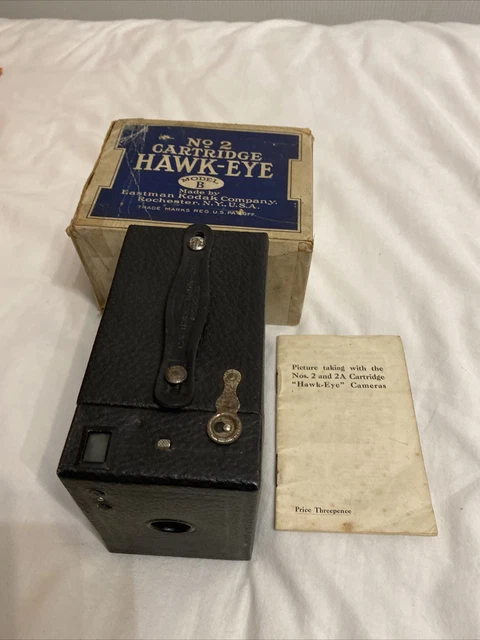 No 2
CARTRIDGE
HAWK-EYE
MODEL
B
Made by
Eastman Kodak Company.
Rochester, N.Y., U.S.A.
TRADE MARKS REG. U.S. PAT. OFF.
Picture taking with the
Nos. 2 and 2A Cartridge
"Hawk-Eye" Cameras
Price Threepence